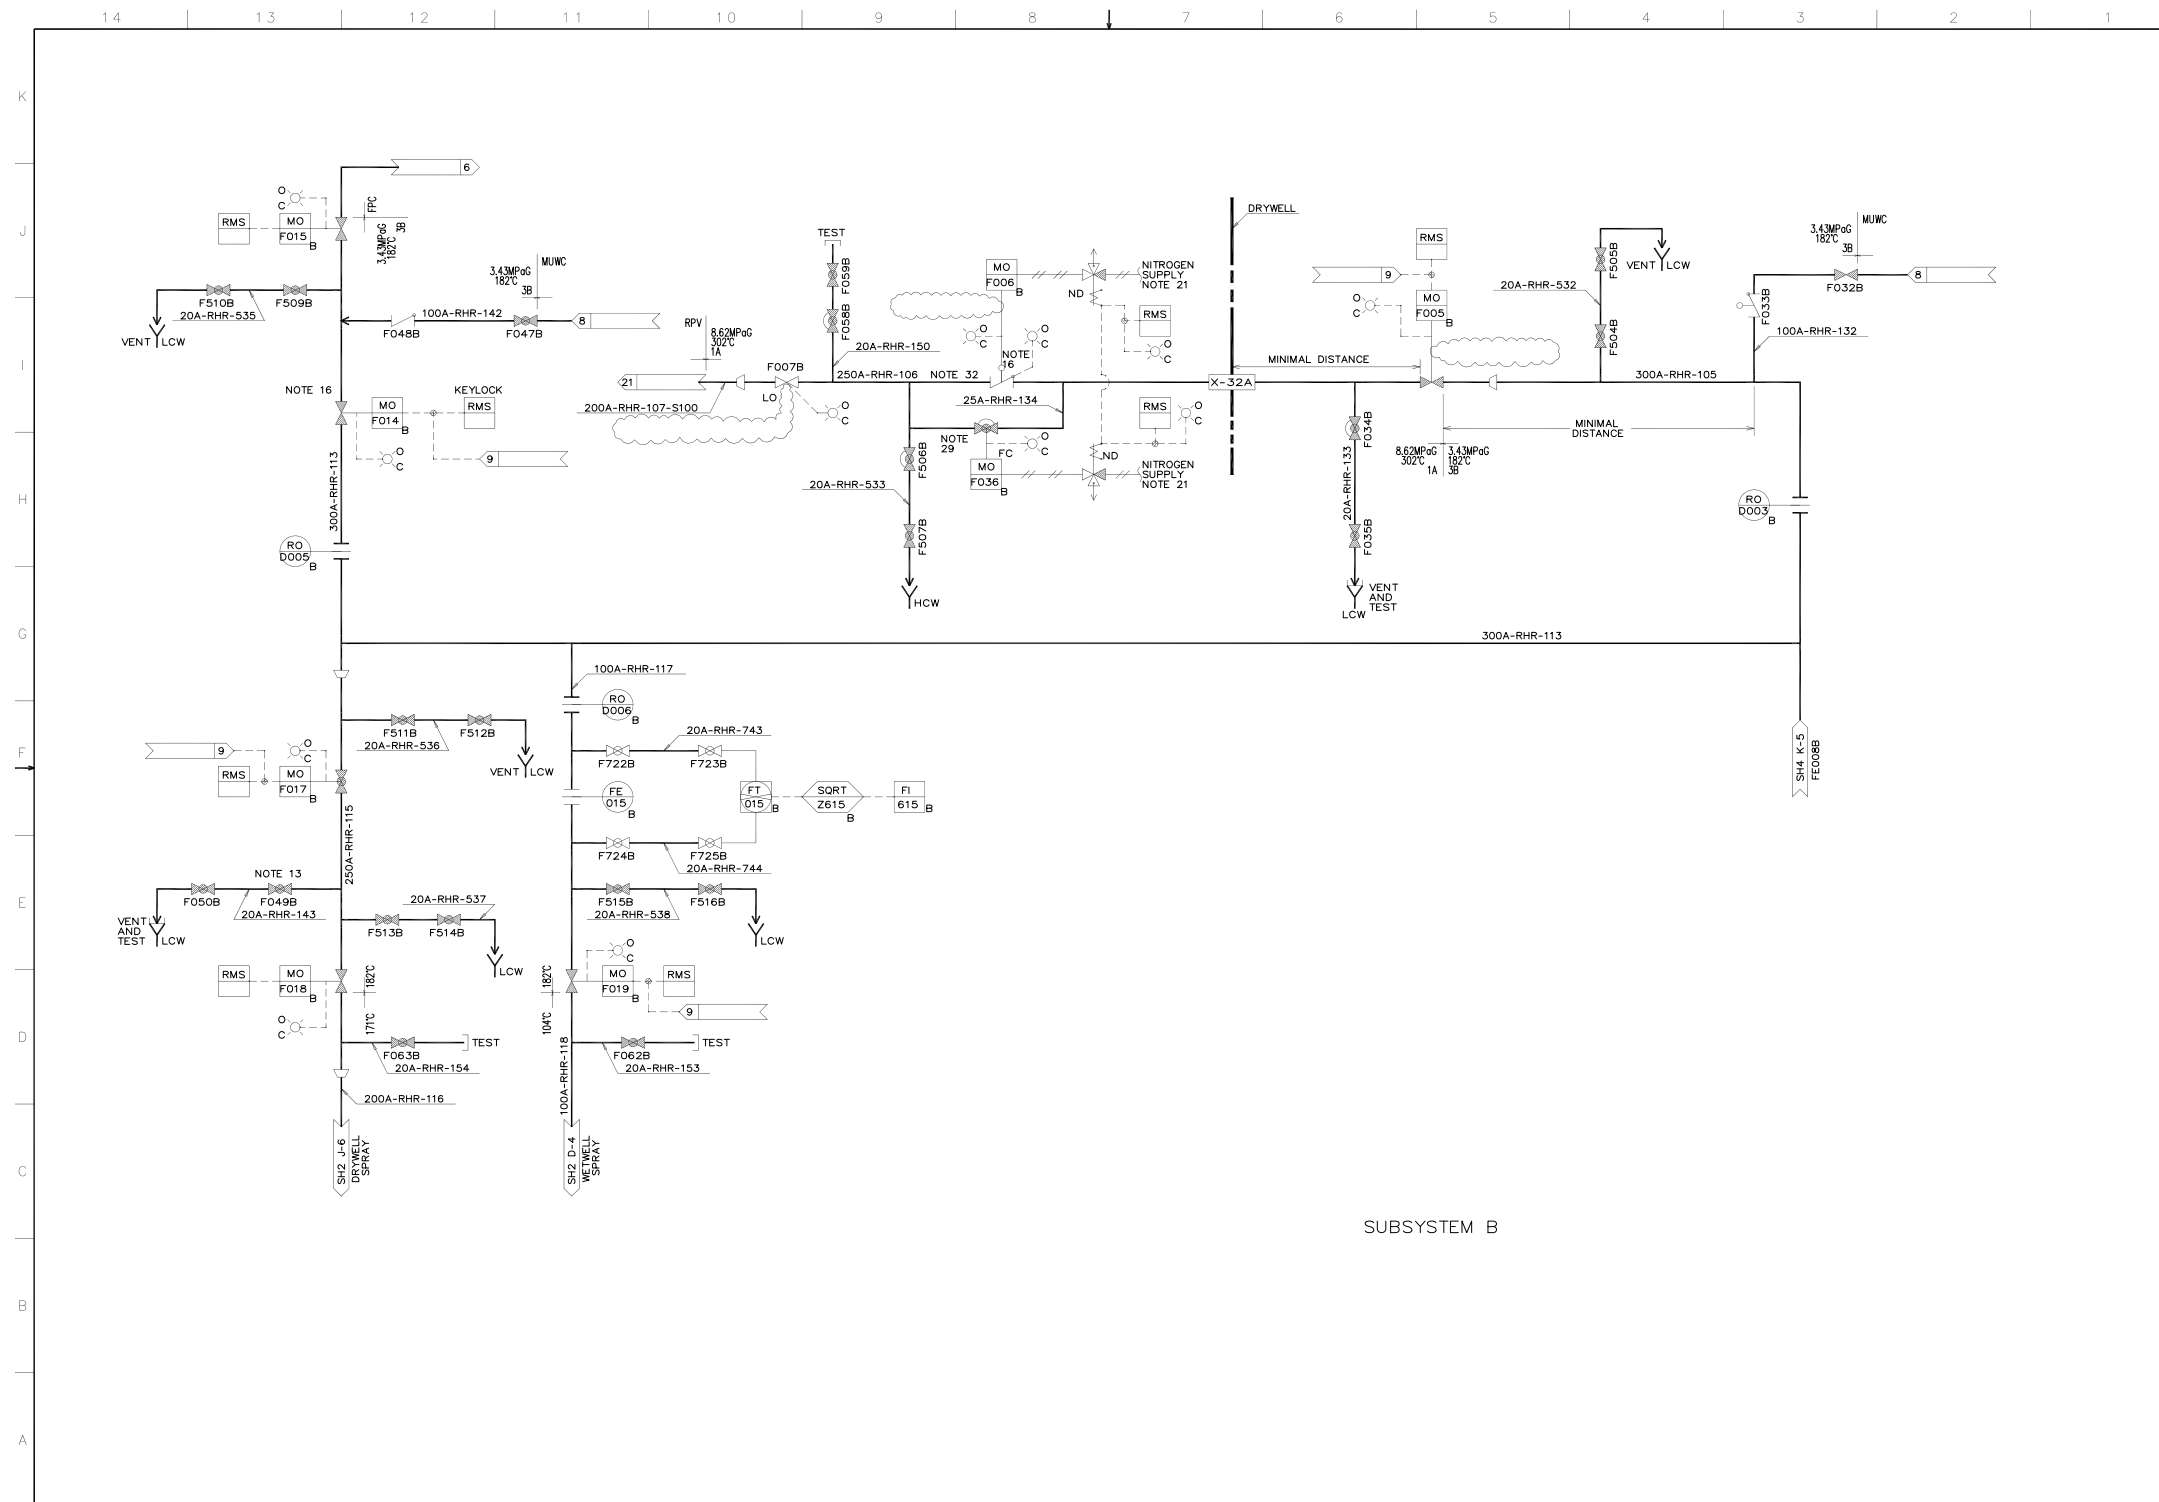 14 13 12 11 10 9 8 7 6 5 4 3 2 1
K
J
I
H
G
F
E
D
C
B
A
6
O
C
RMS
MO
F015
B
FPC
3.43MPaG
182℃
3B
F510B
F509B
20A-RHR-535
VENT
LCW
3.43MPaG
182℃
3B
MUWC
100A-RHR-142
F048B
F047B
8
NOTE 16
KEYLOCK
MO
F014
B
RMS
O
C
9
300A-RHR-113
RO
D005
B
RPV
8.62MPaG
302℃
1A
21
F007B
LO
200A-RHR-107-S100
O
C
TEST
F059B
F058B
20A-RHR-150
250A-RHR-106
NOTE 32
MO
F006
B
O
C
O
C
NOTE
16
ND
NITROGEN
SUPPLY
NOTE 21
RMS
O
C
25A-RHR-134
NOTE
29
FC
O
C
MO
F036
B
RMS
O
C
ND
NITROGEN
SUPPLY
NOTE 21
F506B
20A-RHR-533
F507B
HCW
DRYWELL
X-32A
MINIMAL DISTANCE
RMS
9
O
C
MO
F005
B
F034B
20A-RHR-133
F035B
VENT
AND
TEST
LCW
8.62MPaG
302℃
1A
3.43MPaG
182℃
3B
MINIMAL
DISTANCE
F505B
20A-RHR-532
F504B
VENT
LCW
300A-RHR-105
3.43MPaG
182℃
3B
MUWC
F032B
8
F033B
100A-RHR-132
RO
D003
B
300A-RHR-113
SH4 K-5
FE008B
100A-RHR-117
RO
D006
B
F511B
F512B
20A-RHR-536
VENT
LCW
9
O
C
RMS
MO
F017
B
250A-RHR-115
20A-RHR-743
F722B
F723B
FE
015
B
FT
015
B
SQRT
Z615
B
FI
615
B
F724B
F725B
20A-RHR-744
NOTE 13
F050B
F049B
20A-RHR-143
VENT
AND
TEST
LCW
20A-RHR-537
F513B
F514B
LCW
F515B
F516B
20A-RHR-538
LCW
RMS
MO
F018
B
O
C
182℃
171℃
O
C
182℃
104℃
MO
F019
B
RMS
9
F063B
TEST
20A-RHR-154
200A-RHR-116
F062B
TEST
20A-RHR-153
100A-RHR-118
SH2 J-6
DRYWELL
SPRAY
SH2 D-4
WETWELL
SPRAY
SUBSYSTEM B